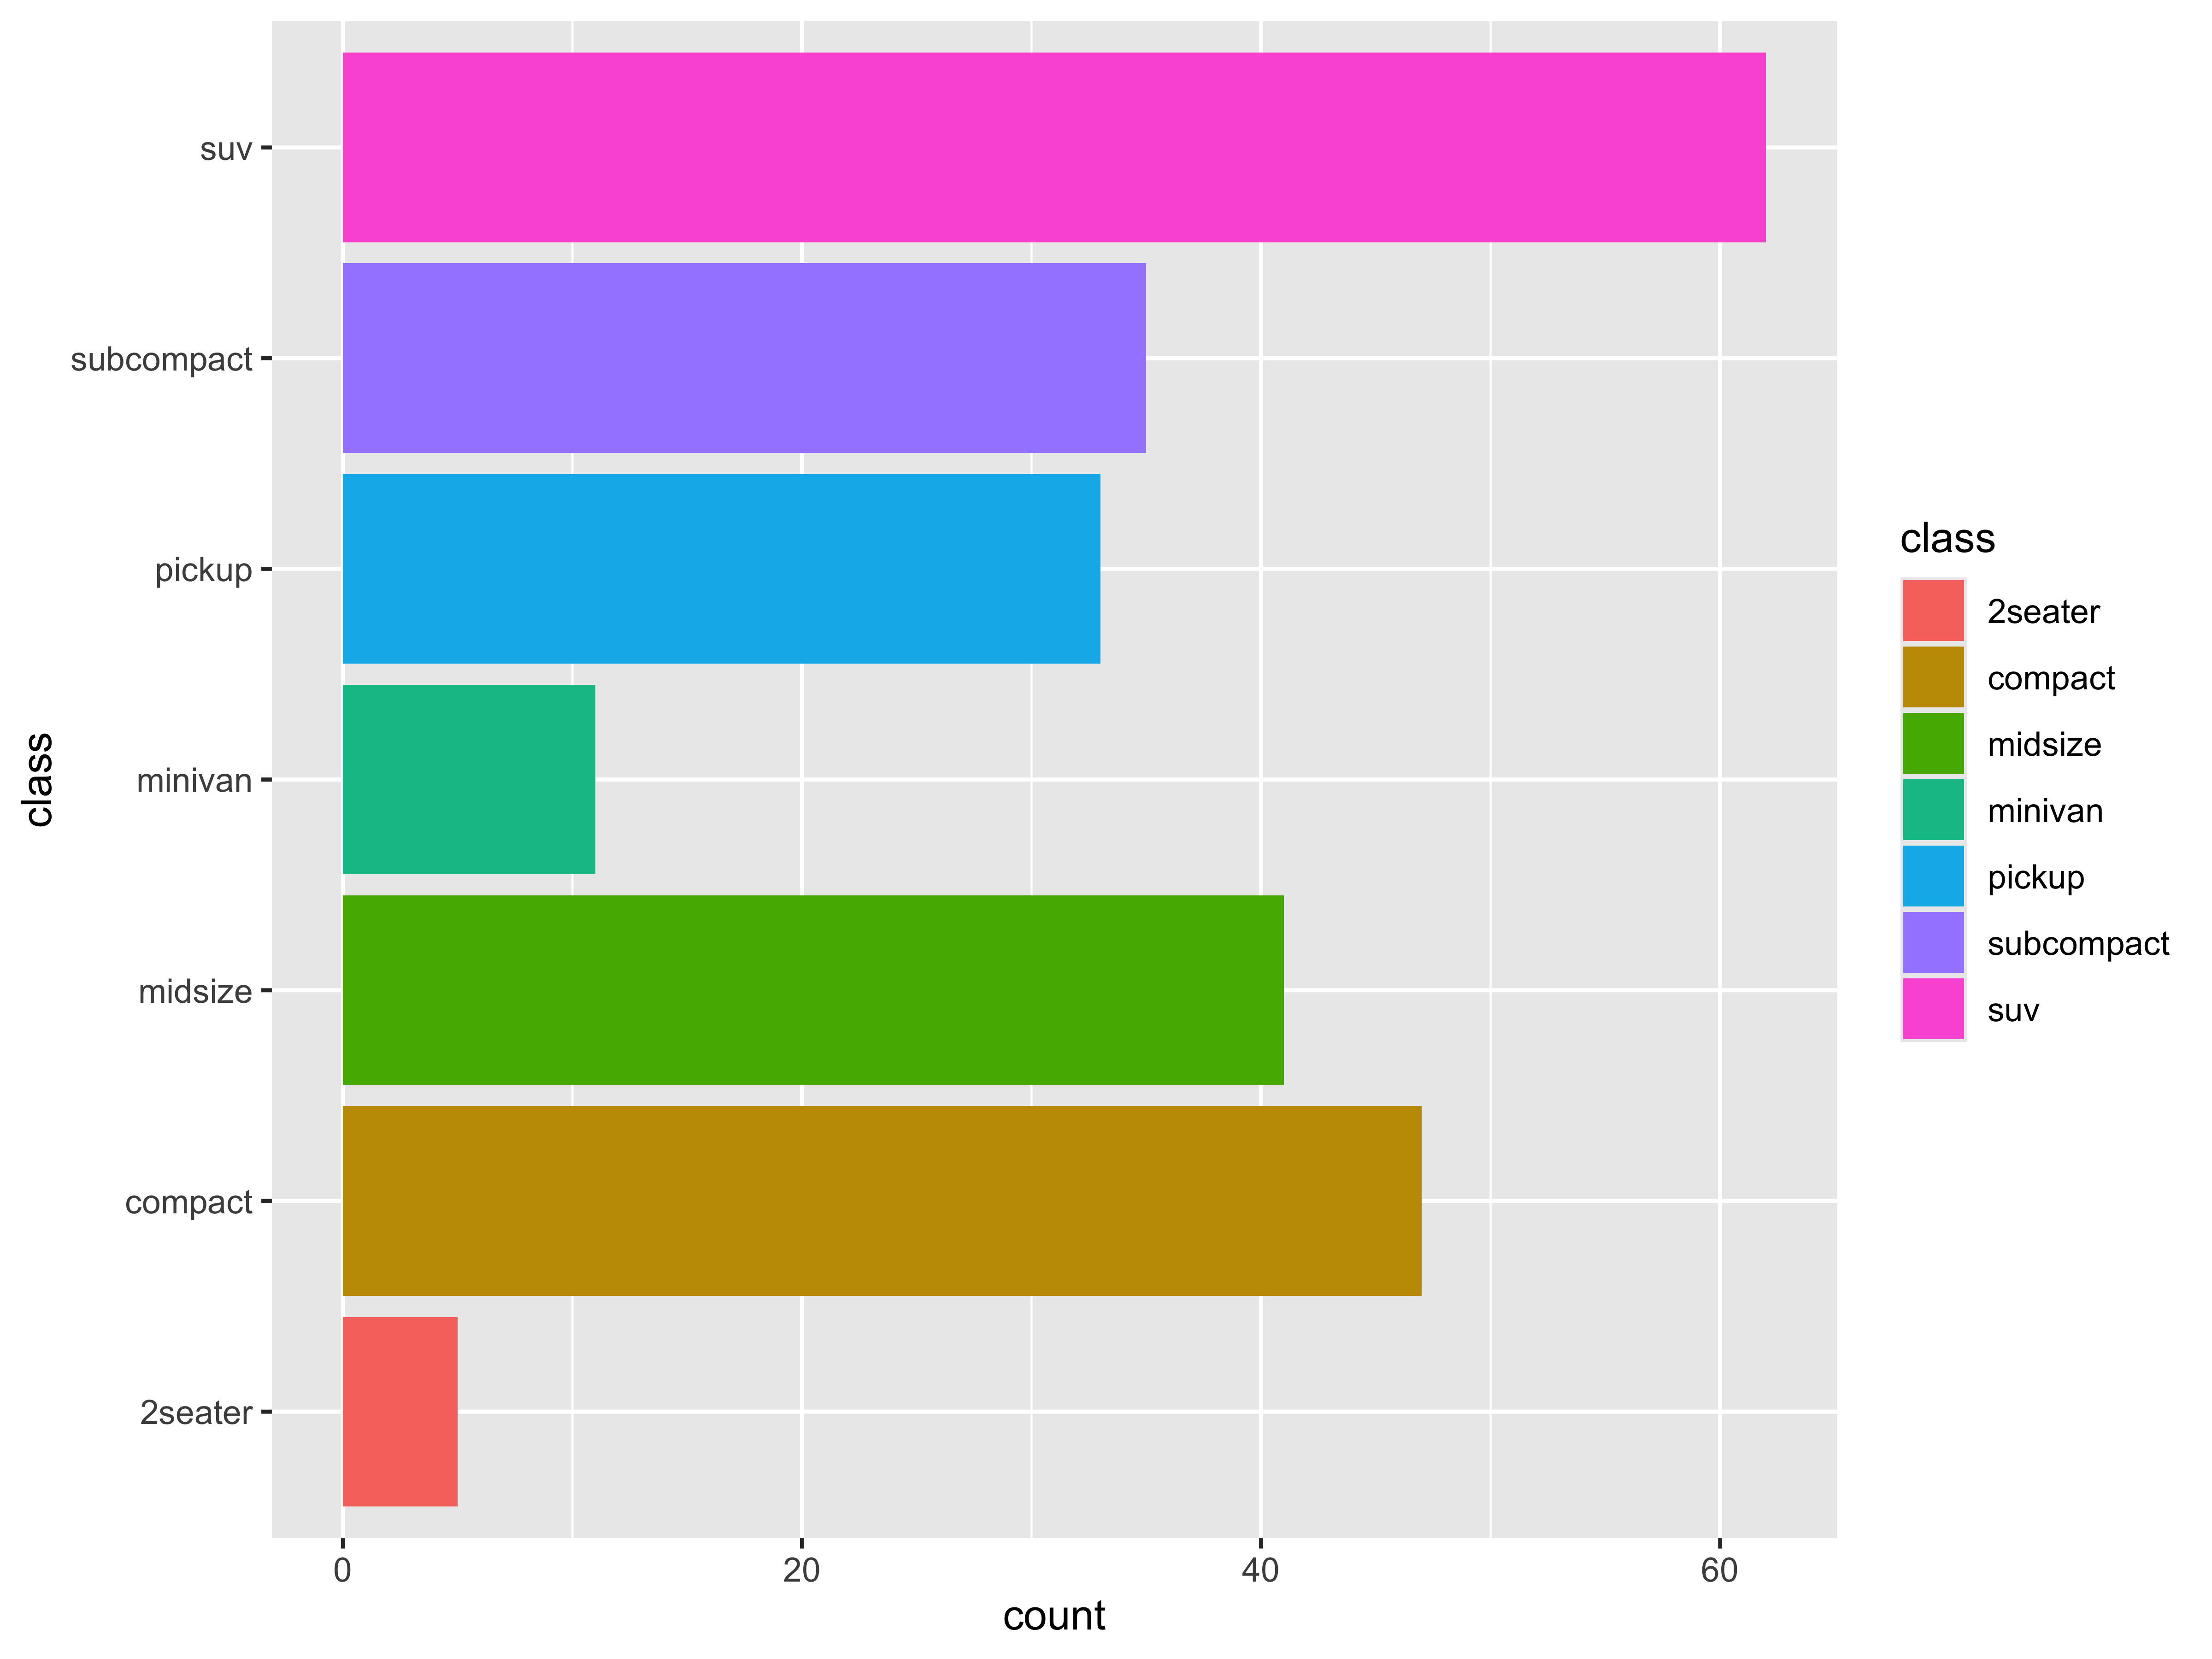 suv
subcompact
pickup
minivan
midsize
compact
2seater
class
0 20 40 60
count
class
2seater
compact
midsize
minivan
pickup
subcompact
suv